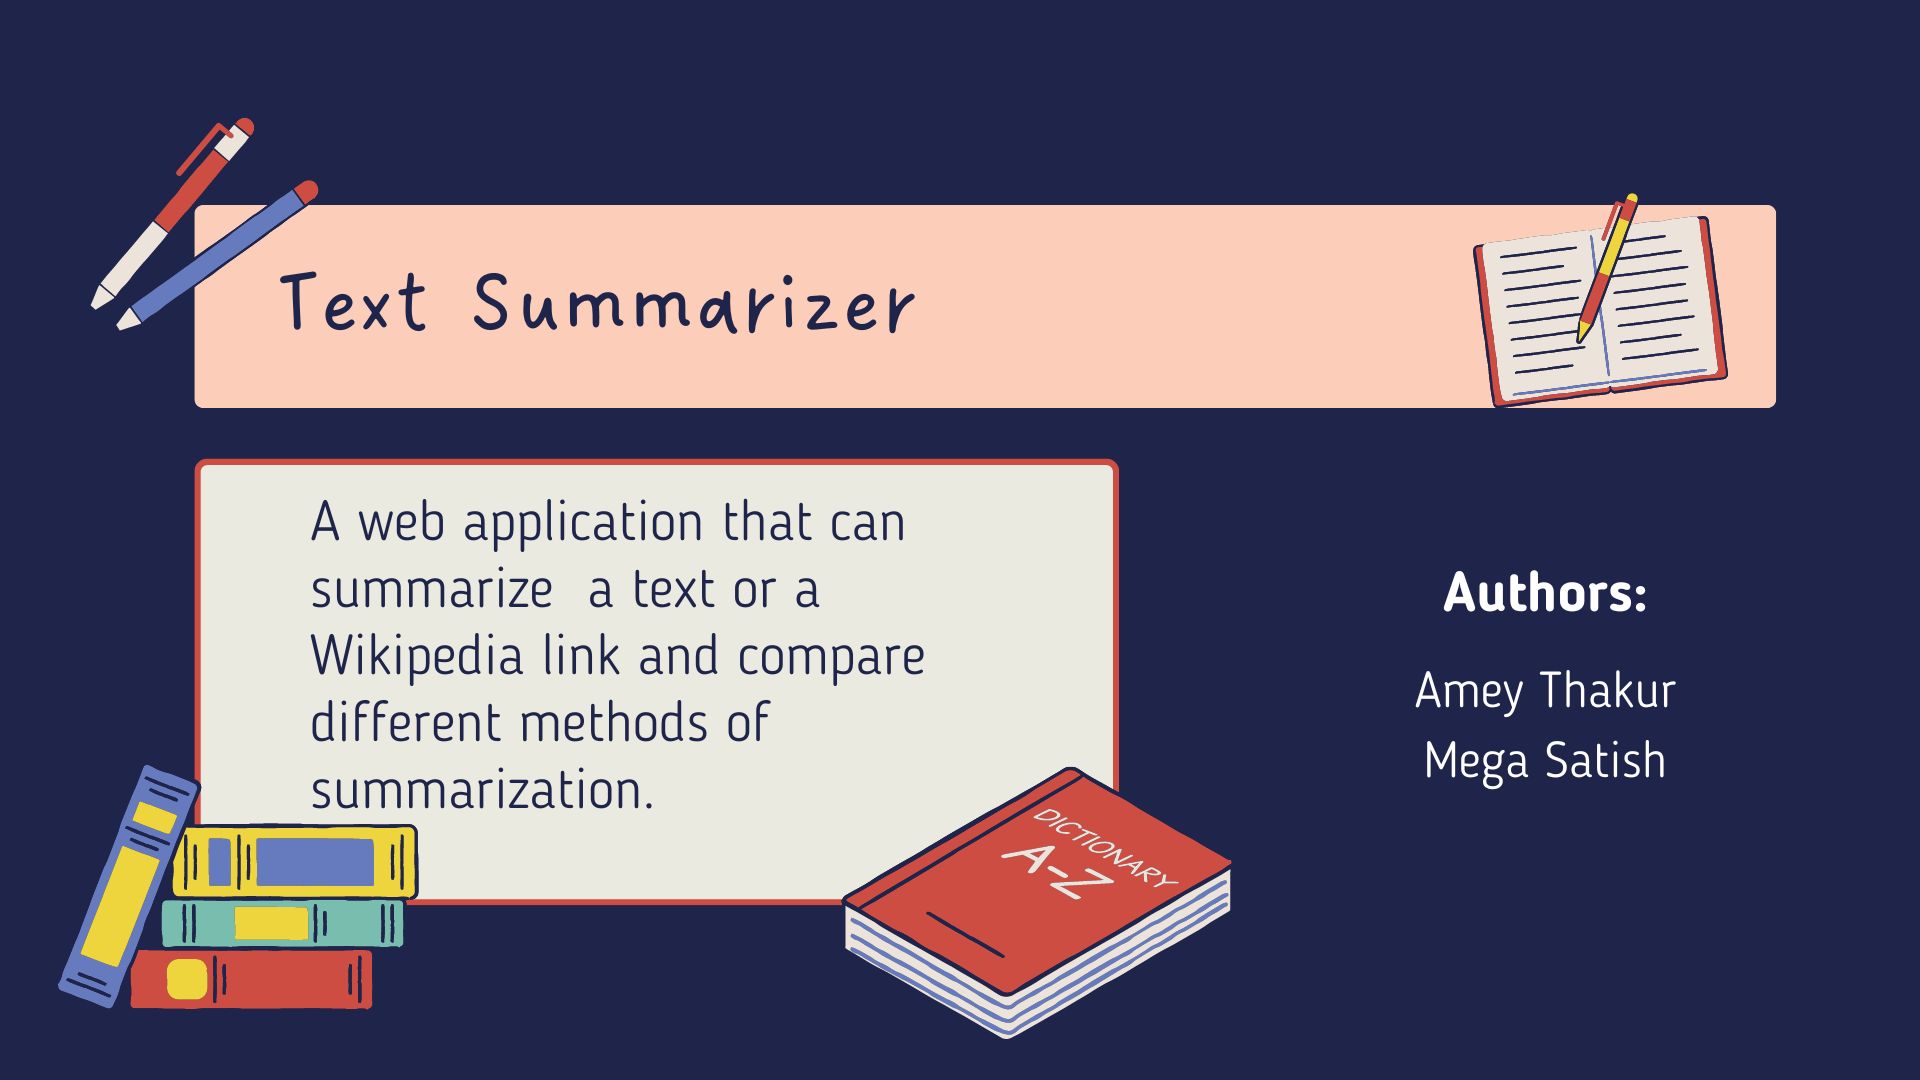 Text Summarizer
A web application that can
summarize  a text or a
Wikipedia link and compare
different methods of
summarization.
Authors:
Amey Thakur
Mega Satish
DICTIONARY
A-Z